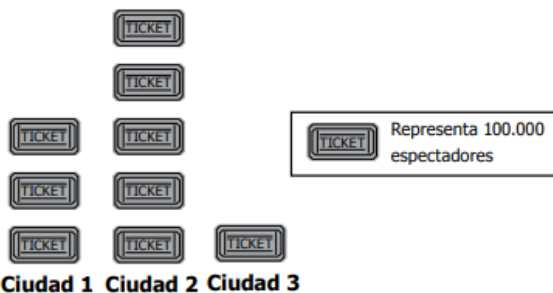 TICKET
TICKET
TICKET TICKET
TICKET Representa 100.000
espectadores
TICKET TICKET
TICKET TICKET TICKET
Ciudad 1 Ciudad 2 Ciudad 3